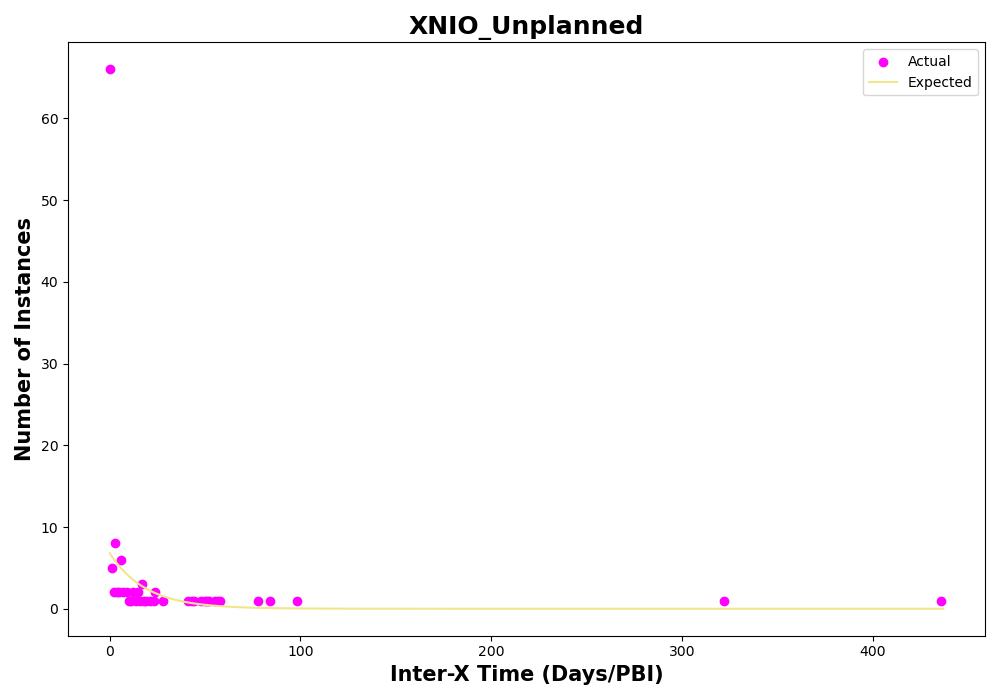 XNIO_Unplanned
Actual
Expected
Number of Instances
60
50
40
30
20
10
0
0 100 200 300 400
Inter-X Time (Days/PBI)